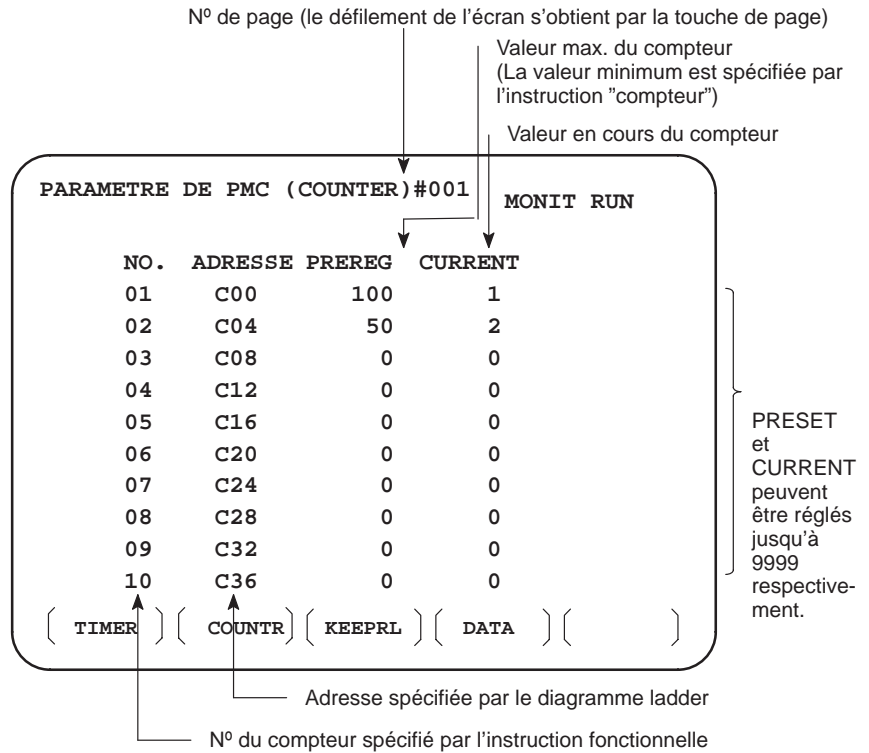 Nº de page (le défilement de l'écran s'obtient par la touche de page)
Valeur max. du compteur
(La valeur minimum est spécifiée par
l'instruction ”compteur”)
Valeur en cours du compteur
PARAMETRE DE PMC (COUNTER)#001 MONIT RUN
NO. ADRESSE PREREG CURRENT
01 C00 100 1
02 C04 50 2
03 C08 0 0
04 C12 0 0
05 C16 0 0
06 C20 0 0
07 C24 0 0
08 C28 0 0
09 C32 0 0
10 C36 0 0
PRESET
et
CURRENT
peuvent
être réglés
jusqu'à
9999
respective-
ment.
( TIMER ) ( COUNTR) ( KEEPRL ) ( DATA ) ( )
Adresse spécifiée par le diagramme ladder
Nº du compteur spécifié par l'instruction fonctionnelle